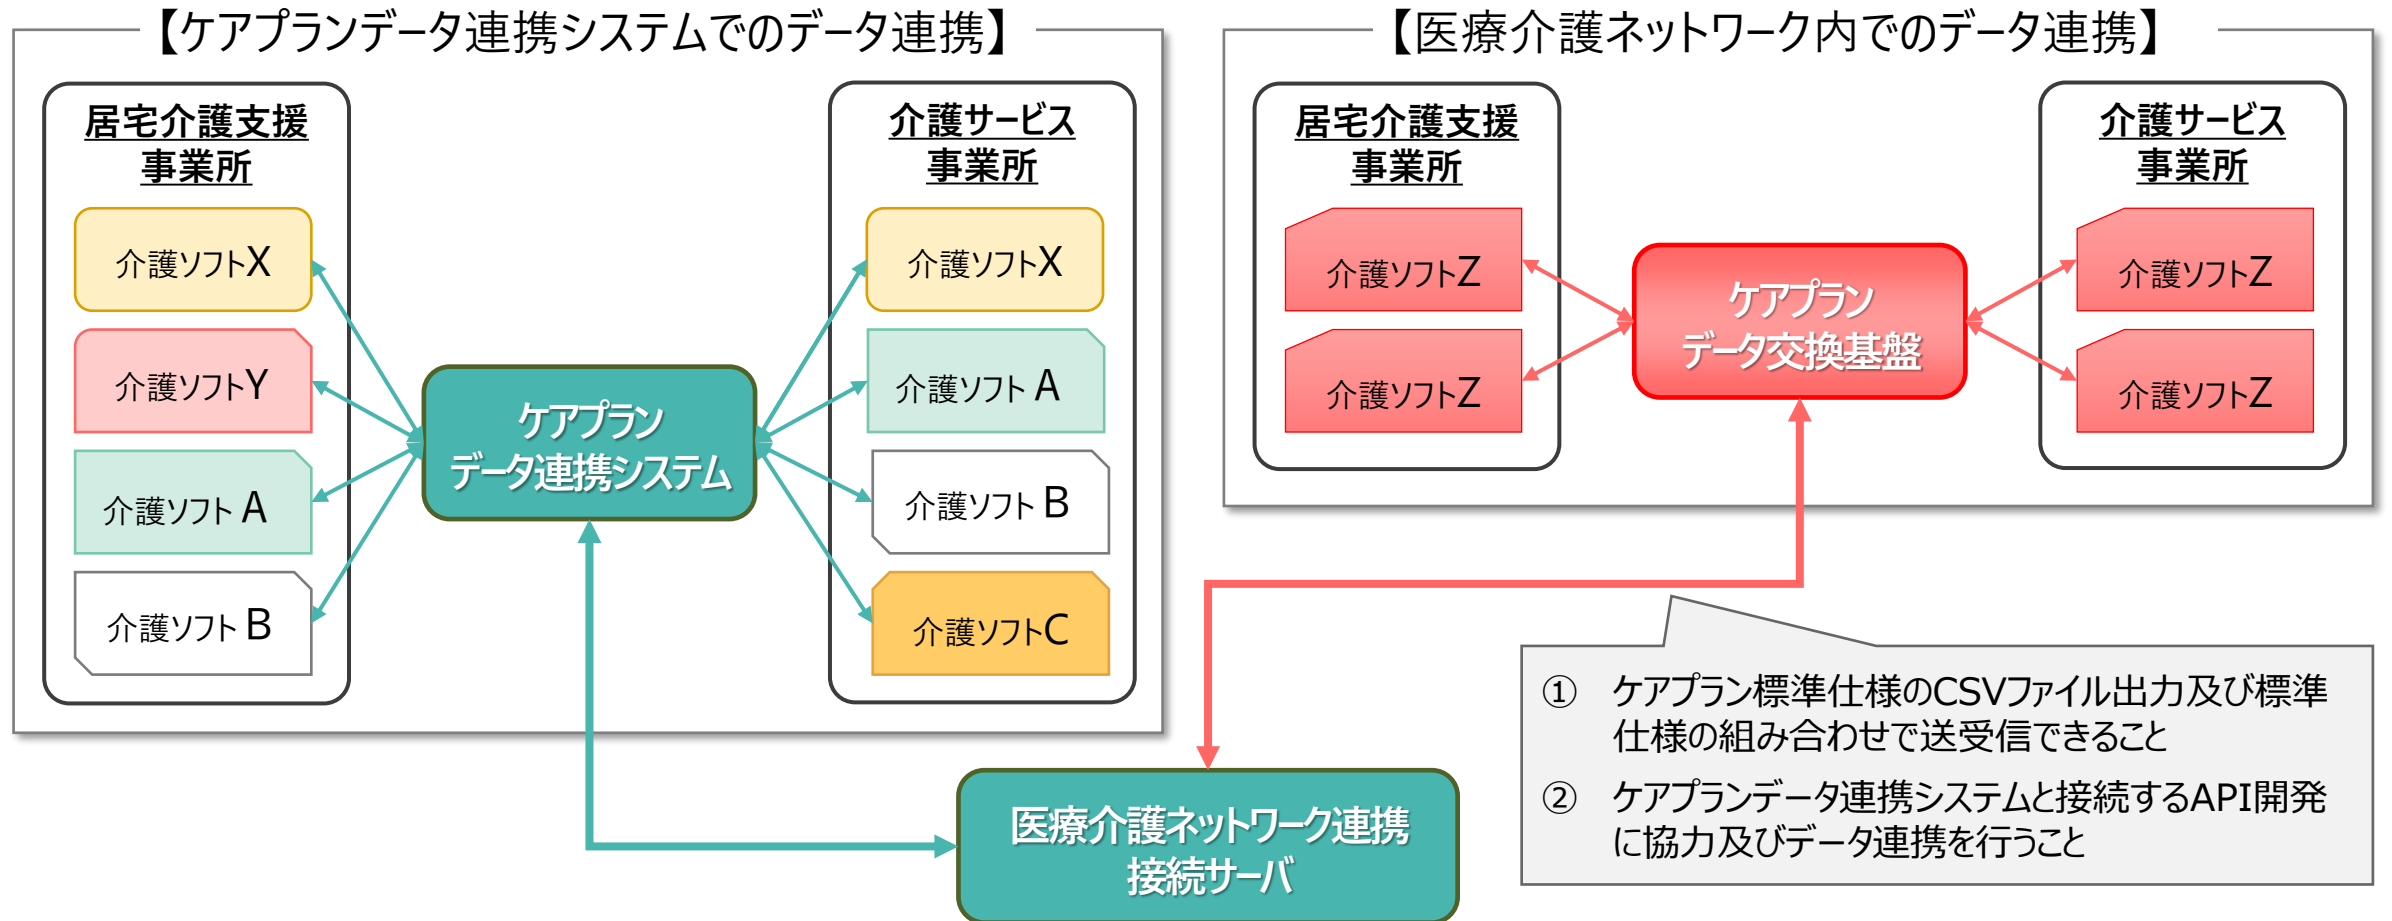 【ケアプランデータ連携システムでのデータ連携】
居宅介護支援
事業所
介護ソフトX
介護ソフトY
介護ソフト A
介護ソフト B
ケアプラン
データ連携システム
介護サービス
事業所
介護ソフトX
介護ソフト A
介護ソフト B
介護ソフトC
【医療介護ネットワーク内でのデータ連携】
居宅介護支援
事業所
介護ソフトZ
介護ソフトZ
ケアプラン
データ交換基盤
介護サービス
事業所
介護ソフトZ
介護ソフトZ
① ケアプラン標準仕様のCSVファイル出力及び標準
仕様の組み合わせで送受信できること
② ケアプランデータ連携システムと接続するAPI開発
に協力及びデータ連携を行うこと
医療介護ネットワーク連携
接続サーバ